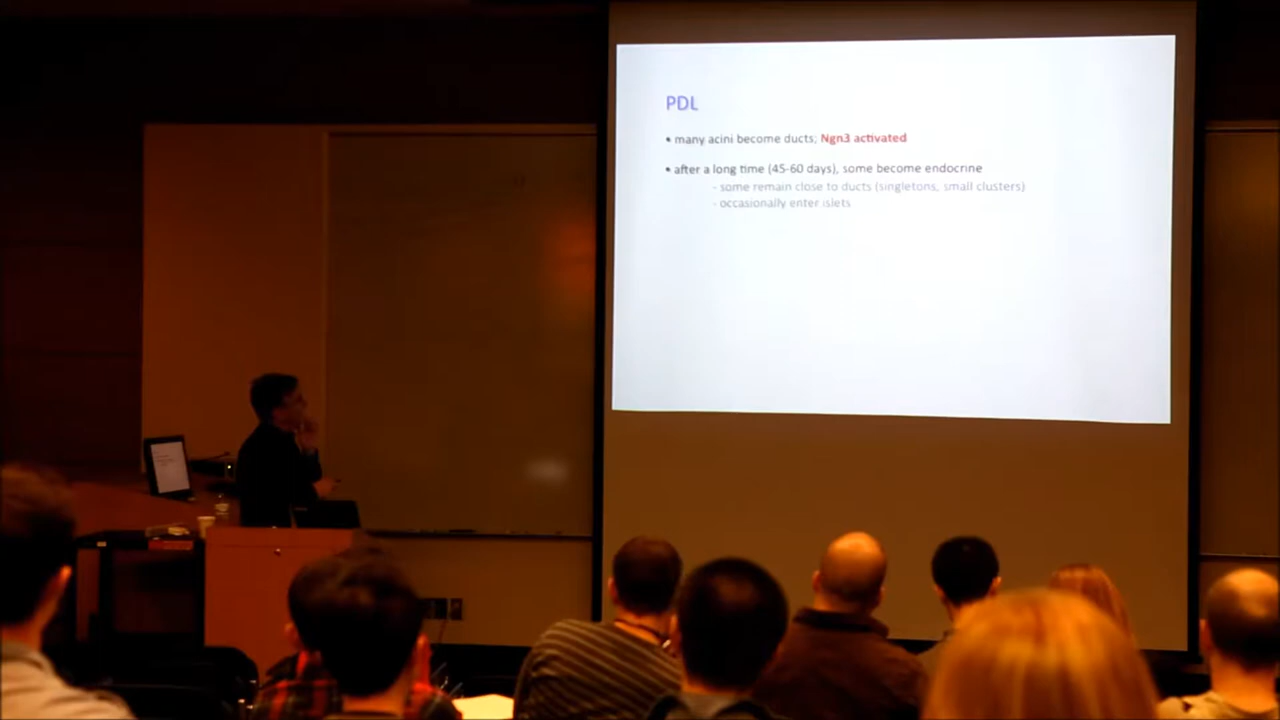 PDL
• many acini become ducts; Ngn3 activated
• after a long time (45-60 days), some become endocrine
- some remain close to ducts (singletons, small clusters)
- occasionally enter islets